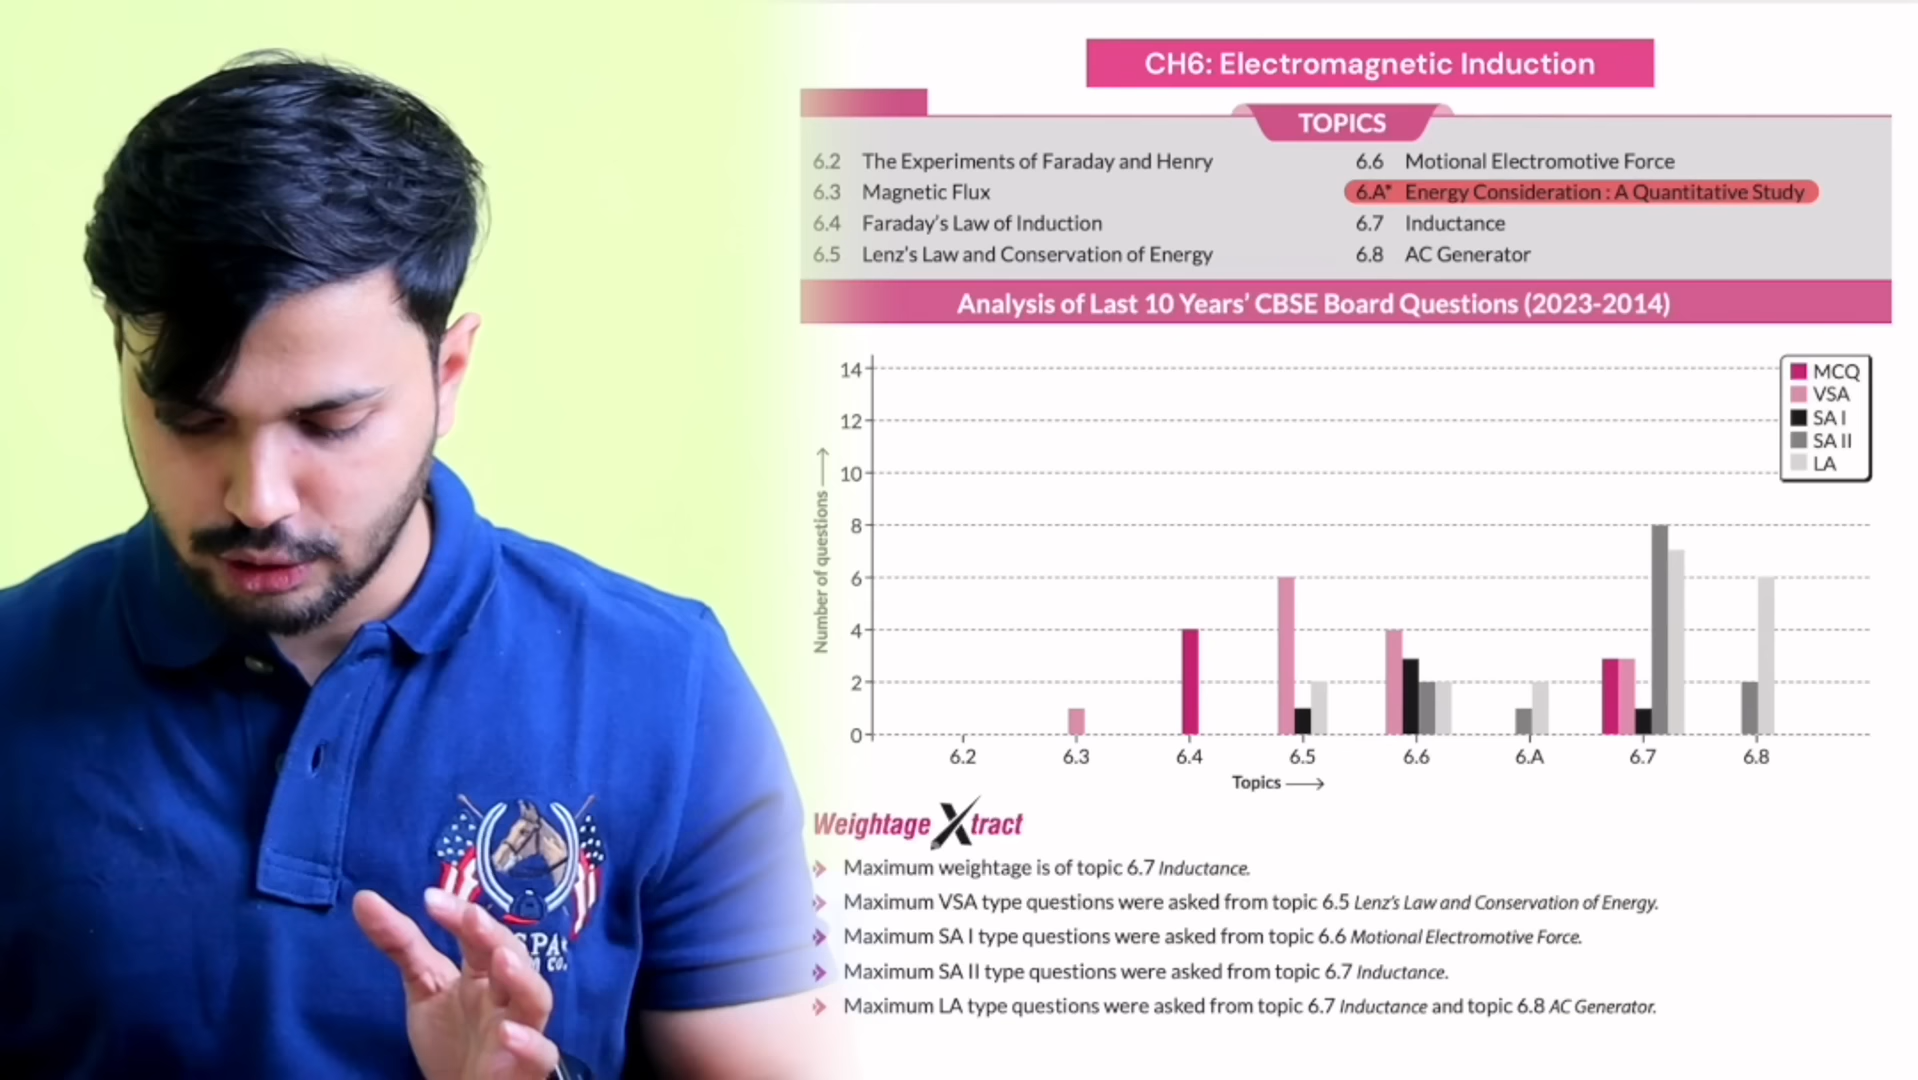 CH6: Electromagnetic Induction
TOPICS
6.2 The Experiments of Faraday and Henry
6.3 Magnetic Flux
6.4 Faraday's Law of Induction
6.5 Lenz's Law and Conservation of Energy
6.6 Motional Electromotive Force
6.A* Energy Consideration : A Quantitative Study
6.7 Inductance
6.8 AC Generator
Analysis of Last 10 Years' CBSE Board Questions (2023-2014)
14
12
10
8
6
4
2
0
Number of questions
MCQ
VSA
SA I
SA II
LA
6.2 6.3 6.4 6.5 6.6 6.A 6.7 6.8
Topics
Weightage Xtract
Maximum weightage is of topic 6.7 Inductance.
Maximum VSA type questions were asked from topic 6.5 Lenz's Law and Conservation of Energy.
Maximum SA I type questions were asked from topic 6.6 Motional Electromotive Force.
Maximum SA II type questions were asked from topic 6.7 Inductance.
Maximum LA type questions were asked from topic 6.7 Inductance and topic 6.8 AC Generator.